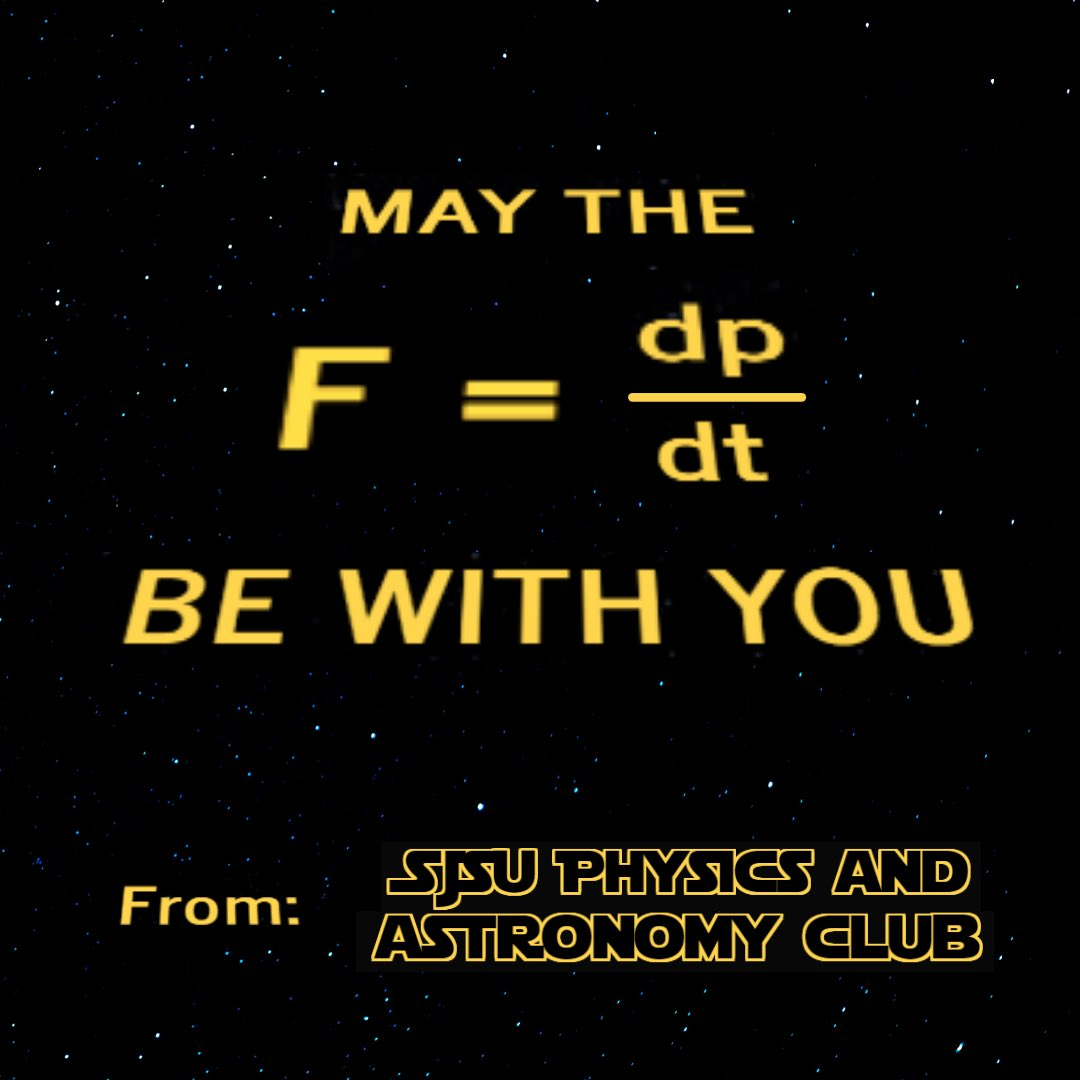 MAY THE
F = dp/dt
BE WITH YOU
From: SJSU PHYSICS AND
ASTRONOMY CLUB